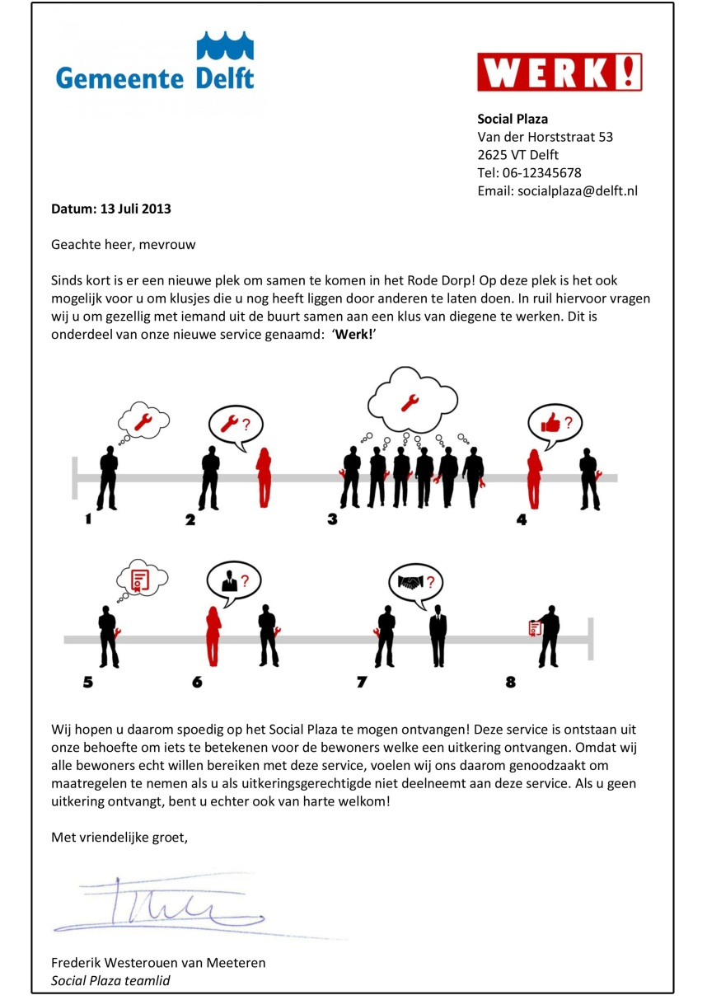 Gemeente Delft
WERK!
Social Plaza
Van der Horststraat 53
2625 VT Delft
Tel: 06-12345678
Email: socialplaza@delft.nl
Datum: 13 Juli 2013
Geachte heer, mevrouw
Sinds kort is er een nieuwe plek om samen te komen in het Rode Dorp! Op deze plek is het ook
mogelijk voor u om klusjes die u nog heeft liggen door anderen te laten doen. In ruil hiervoor vragen
wij u om gezellig met iemand uit de buurt samen aan een klus van diegene te werken. Dit is
onderdeel van onze nieuwe service genaamd: ‘Werk!’
?
?
1
2
3
4
?
?
5
6
7
8
Wij hopen u daarom spoedig op het Social Plaza te mogen ontvangen! Deze service is ontstaan uit
onze behoefte om iets te betekenen voor de bewoners welke een uitkering ontvangen. Omdat wij
alle bewoners echt willen bereiken met deze service, voelen wij ons daarom genoodzaakt om
maatregelen te nemen als u als uitkeringsgerechtigde niet deelneemt aan deze service. Als u geen
uitkering ontvangt, bent u echter ook van harte welkom!
Met vriendelijke groet,
Frederik Westerouen van Meeteren
Social Plaza teamlid